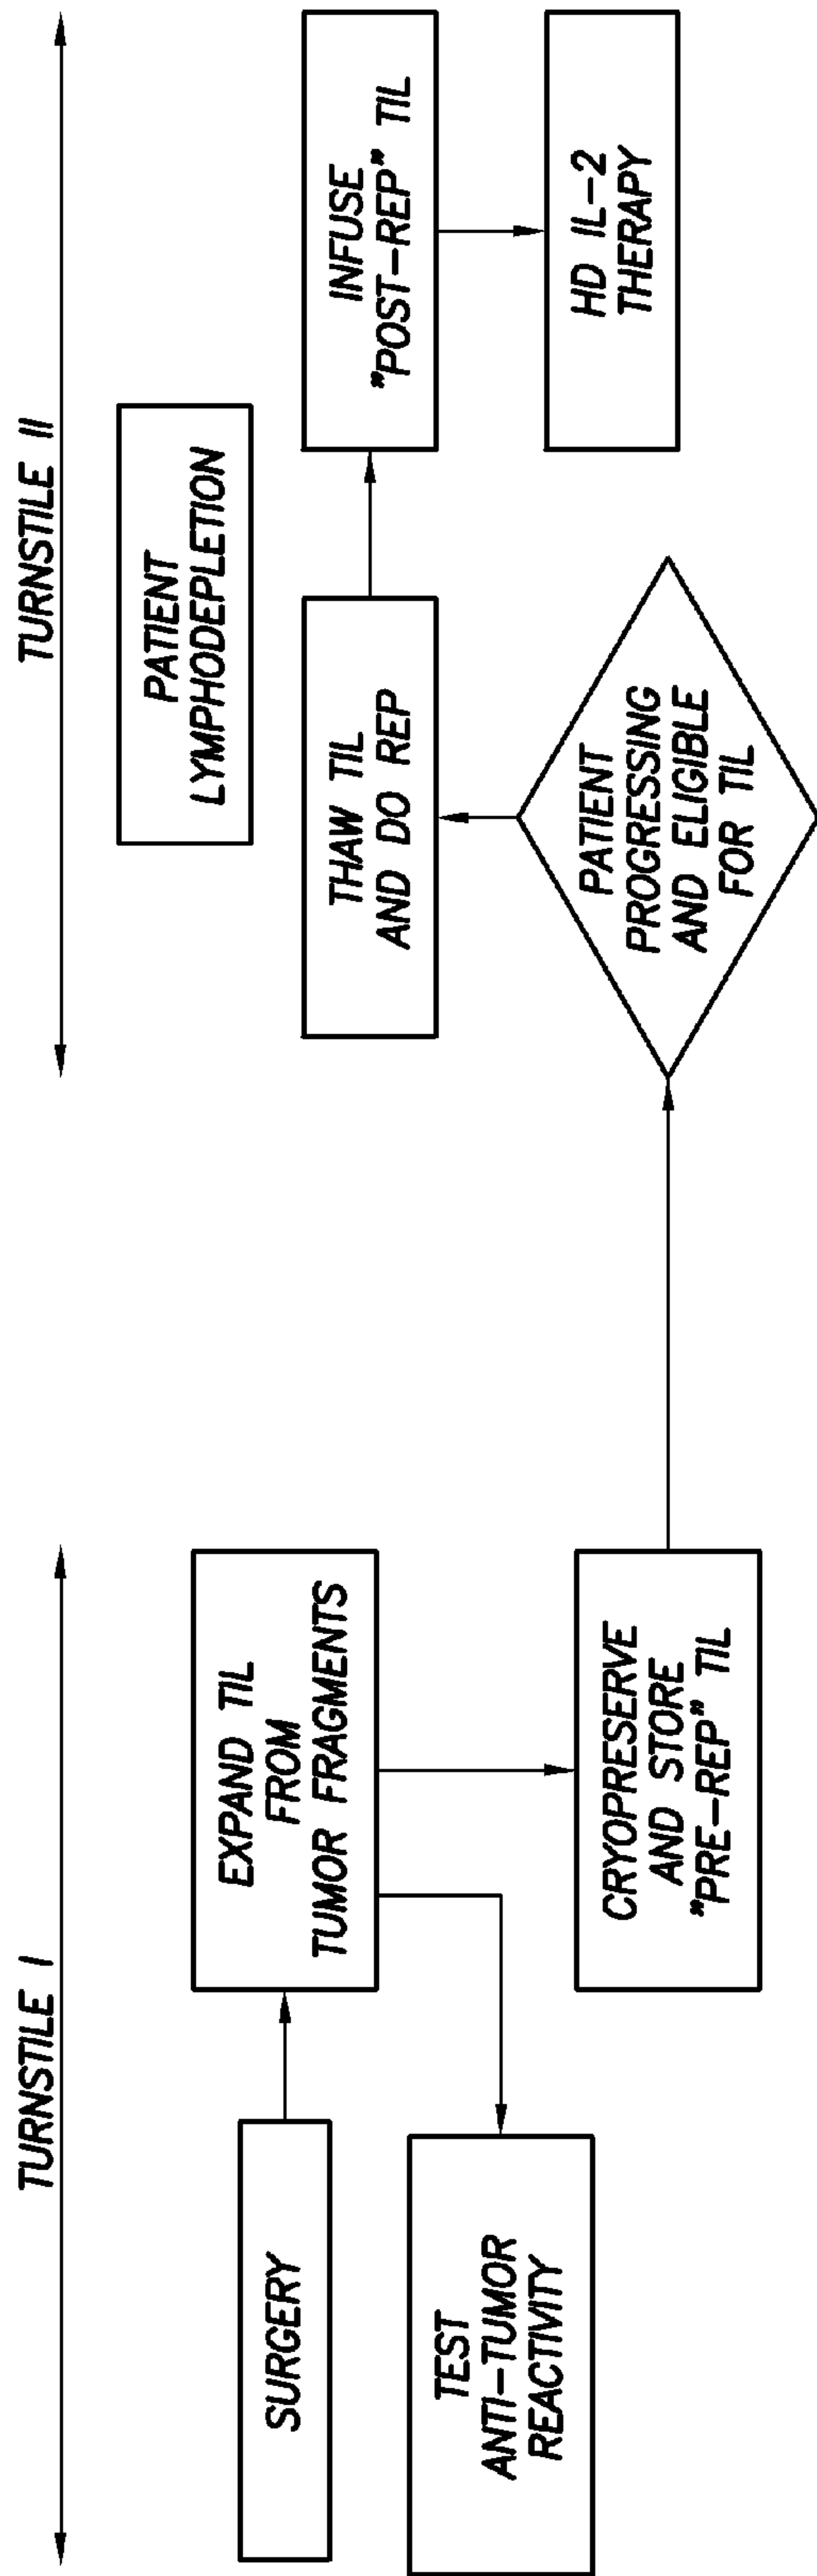 TURNSTILE I
SURGERY
EXPAND TIL
FROM
TUMOR FRAGMENTS
TEST
ANTI-TUMOR
REACTIVITY
CRYOPRESERVE
AND STORE
"PRE-REP" TIL
TURNSTILE II
PATIENT
LYMPHODEPLETION
THAW TIL
AND DO REP
INFUSE
"POST-REP" TIL
PATIENT
PROGRESSING
AND ELIGIBLE
FOR TIL
HD IL-2
THERAPY